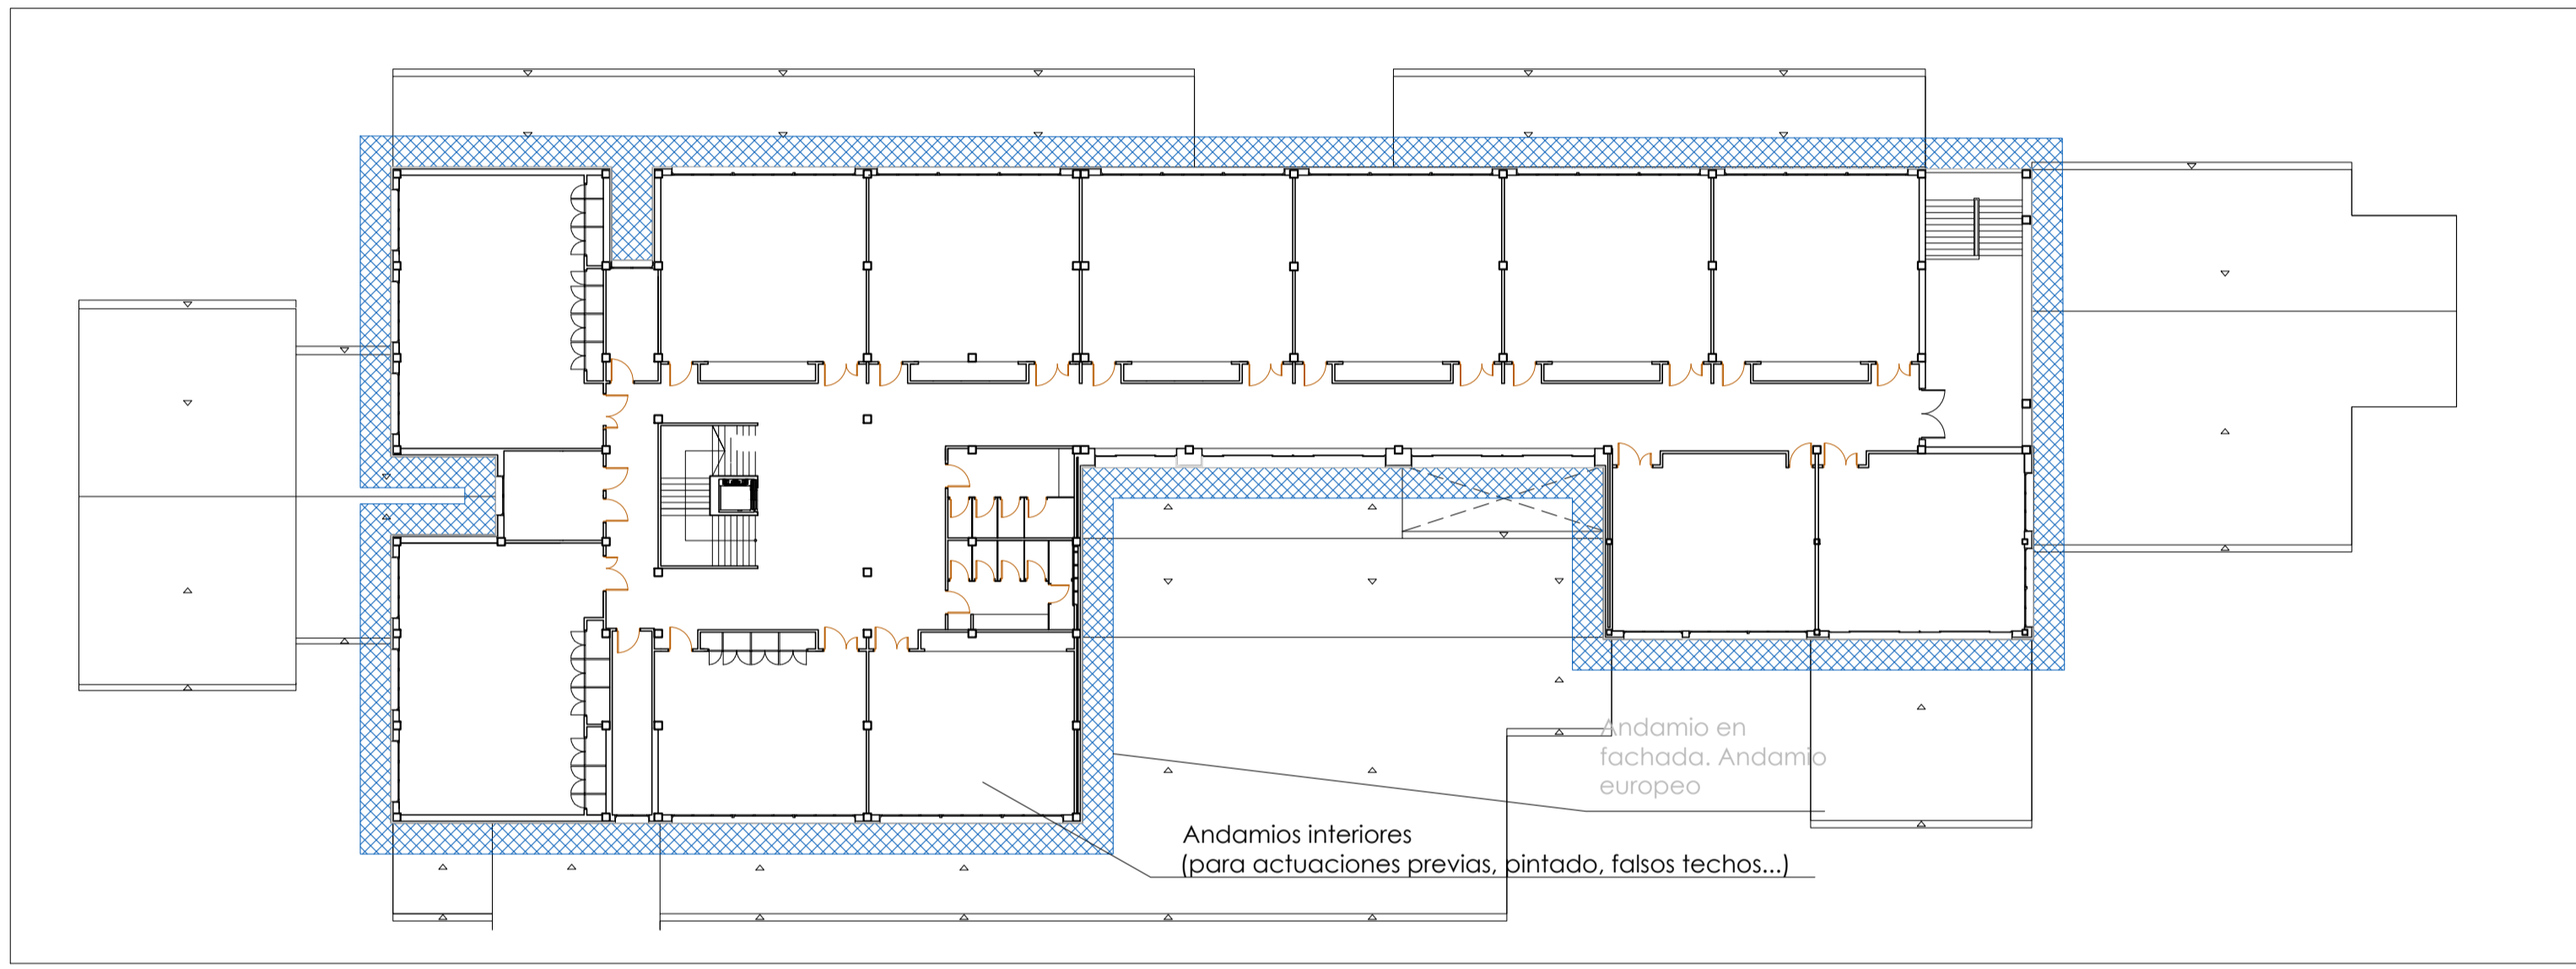 Andamio en
fachada. Andamio
europeo
Andamios interiores
(para actuaciones previas, pintado, falsos techos...)